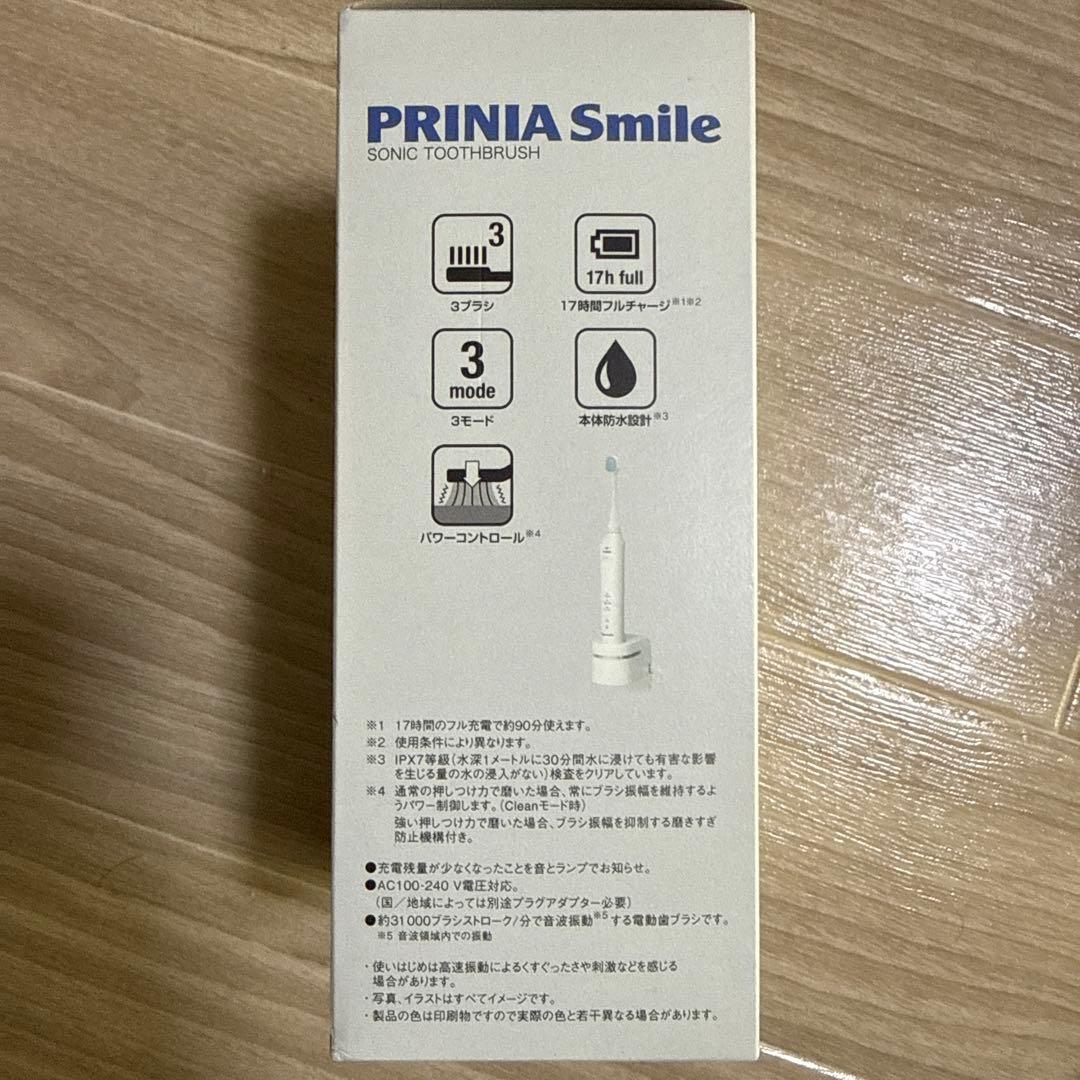 PRINIA Smile
SONIC TOOTHBRUSH
3
3ブラシ
17h full
17時間フルチャージ※1※2
3
mode
3モード
本体防水設計※3
パワーコントロール※4
※1 17時間のフル充電で約90分使えます。
※2 使用条件により異なります。
※3 IPX7等級(水深1メートルに30分間水に浸けても有害な影響
を生じる量の水の浸入がない)検査をクリアしています。
※4 通常の押しつけ力で磨いた場合、常にブラシ振幅を維持するよ
うパワー制御します。(Cleanモード時)
強い押しつけ力で磨いた場合、ブラシ振幅を抑制する磨きすぎ
防止機構付き。
●充電残量が少なくなったことを音とランプでお知らせ。
●AC100-240 V電圧対応。
(国/地域によっては別途プラグアダプター必要)
●約31000ブラシストローク/分で音波振動※5する電動歯ブラシです。
※5 音波領域内での振動
・使いはじめは高速振動によるくすぐったさや刺激などを感じる
場合があります。
・写真、イラストはすべてイメージです。
・製品の色は印刷物ですので実際の色と若干異なる場合があります。